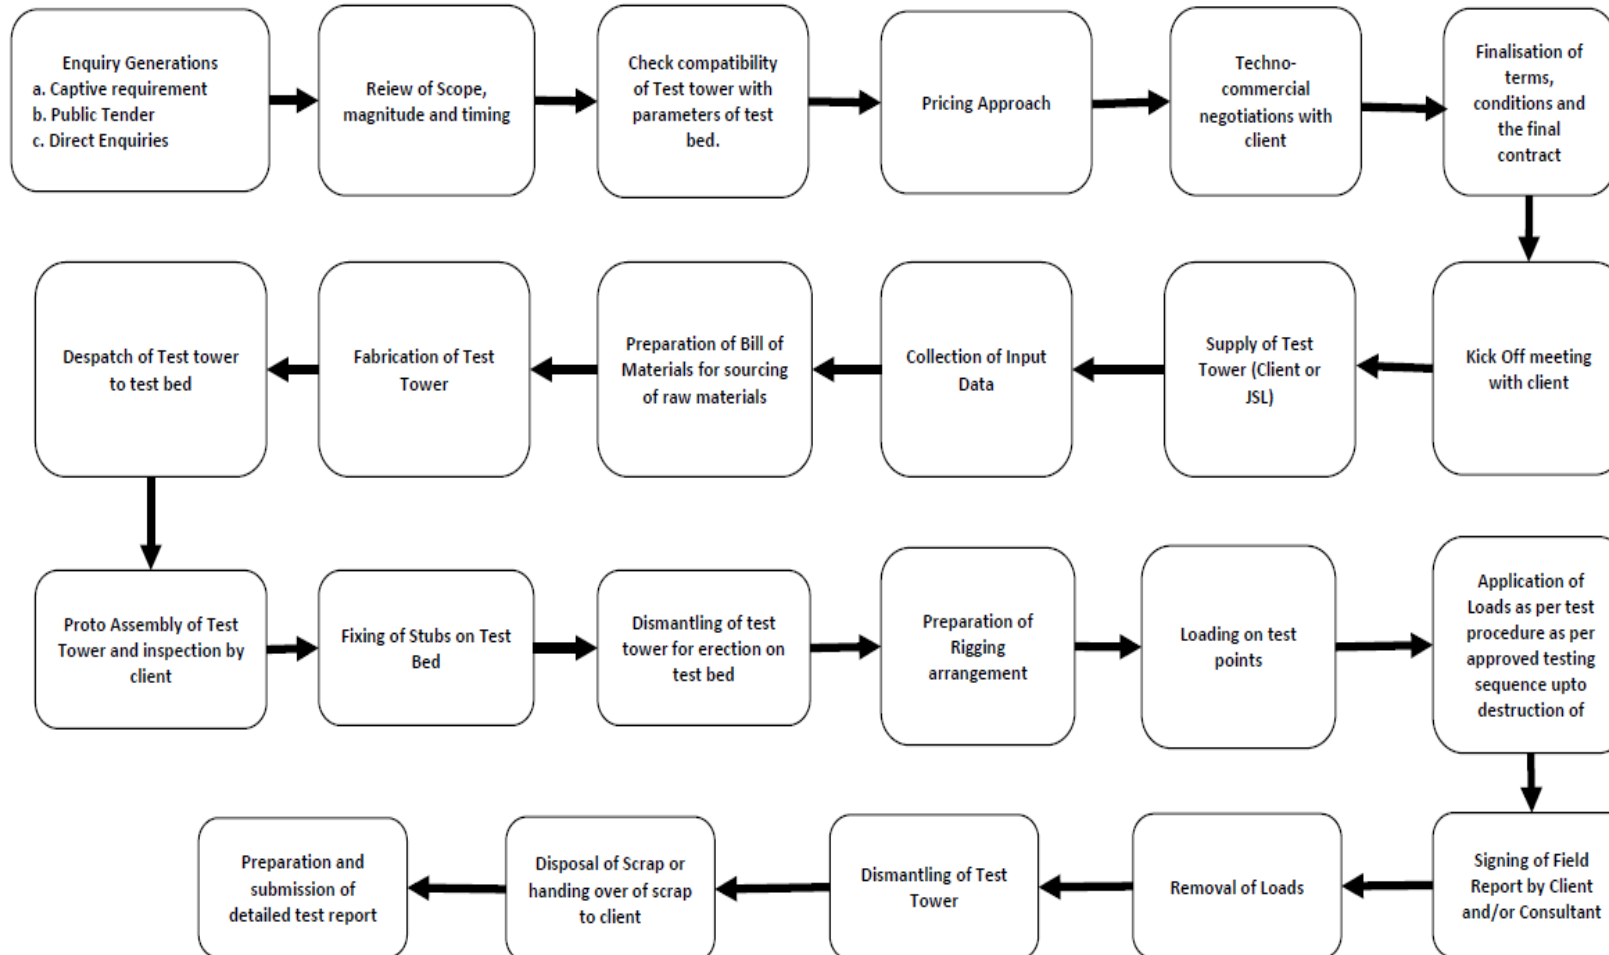 Enquiry Generations
a. Captive requirement
b. Public Tender
c. Direct Enquiries
Reiew of Scope,
magnitude and timing
Check compatibility
of Test tower with
parameters of test
bed.
Pricing Approach
Techno-
commercial
negotiations with
client
Finalisation of
terms,
conditions and
the final
contract
Kick Off meeting
with client
Supply of Test
Tower (Client or
JSL)
Collection of Input
Data
Preparation of Bill of
Materials for sourcing
of raw materials
Fabrication of Test
Tower
Despatch of Test tower
to test bed
Proto Assembly of Test
Tower and inspection by
client
Fixing of Stubs on Test
Bed
Dismantling of test
tower for erection on
test bed
Preparation of
Rigging
arrangement
Loading on test
points
Application of
Loads as per test
procedure as per
approved testing
sequence upto
destruction of
Signing of Field
Report by Client
and/or Consultant
Removal of Loads
Dismantling of Test
Tower
Disposal of Scrap or
handing over of scrap
to client
Preparation and
submission of
detailed test report